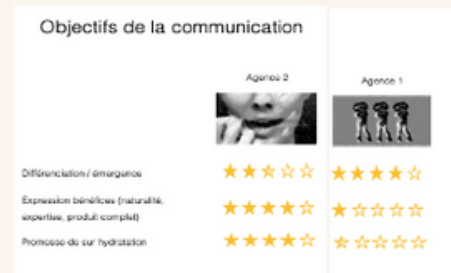 Objectifs de la communication
Agence 2
Agence 1
Différenciation / émergence
Expression bénéfices (naturalité,
expertise, produit complet)
Promesse de sur hydratation